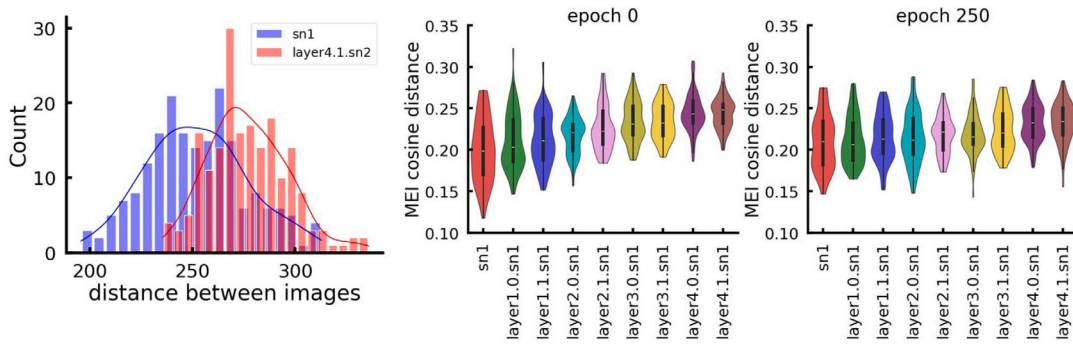 30
20
10
0
Count
sn1
layer4.1.sn2
200
250
300
distance between images
epoch 0
0.35
0.30
0.25
0.20
0.15
0.10
MEI cosine distance
sn1
layer1.0.sn1
layer1.1.sn1
layer2.0.sn1
layer2.1.sn1
layer3.0.sn1
layer3.1.sn1
layer4.0.sn1
layer4.1.sn1
epoch 250
0.35
0.30
0.25
0.20
0.15
0.10
MEI cosine distance
sn1
layer1.0.sn1
layer1.1.sn1
layer2.0.sn1
layer2.1.sn1
layer3.0.sn1
layer3.1.sn1
layer4.0.sn1
layer4.1.sn1